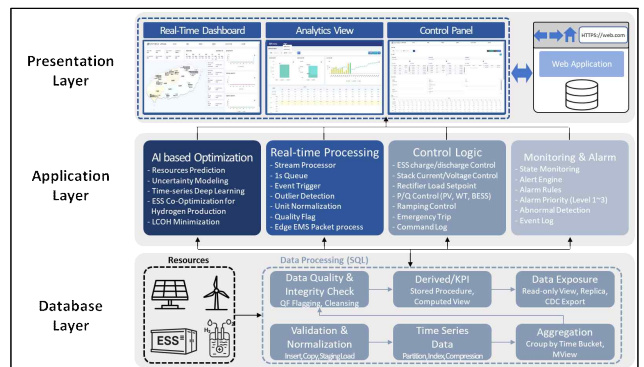 Presentation
Layer
Real-Time Dashboard
Analytics View
Control Panel
HTTPS://web.com
Web Application
Application
Layer
AI based Optimization
-Resources Prediction
-Uncertainty Modeling
-Time-series Deep Learning
-ESS Co-Optimization for
Hydrogen Production
-LCOH Minimization
Real-time Processing
-Stream Processor
-1s Queue
-Event Trigger
-Outlier Detection
-Unit Normalization
-Quality Flag
-Edge EMS Packet process
Control Logic
-ESS charge/discharge Control
-Stack Current/Voltage Control
-Rectifier Load Setpoint
-P/Q Control (PV, WT, BESS)
-Ramping Control
-Emergency Trip
-Command Log
Monitoring & Alarm
-State Monitoring
-Alert Engine
-Alarm Rules
-Alarm Priority (Level 1~3)
-Abnormal Detection
-Event Log
Database
Layer
Resources
ESS
H₂
O₂
Data Processing (SQL)
Data Quality &
Integrity Check
QF Flagging, Cleansing
Derived/KPI
Stored Procedure,
Computed View
Data Exposure
Read-only View, Replica,
CDC Export
Validation &
Normalization
Insert,Copy,Staging Load
Time Series
Data
Partition,Index,Compression
Aggregation
Croup by Time Bucket,
MView